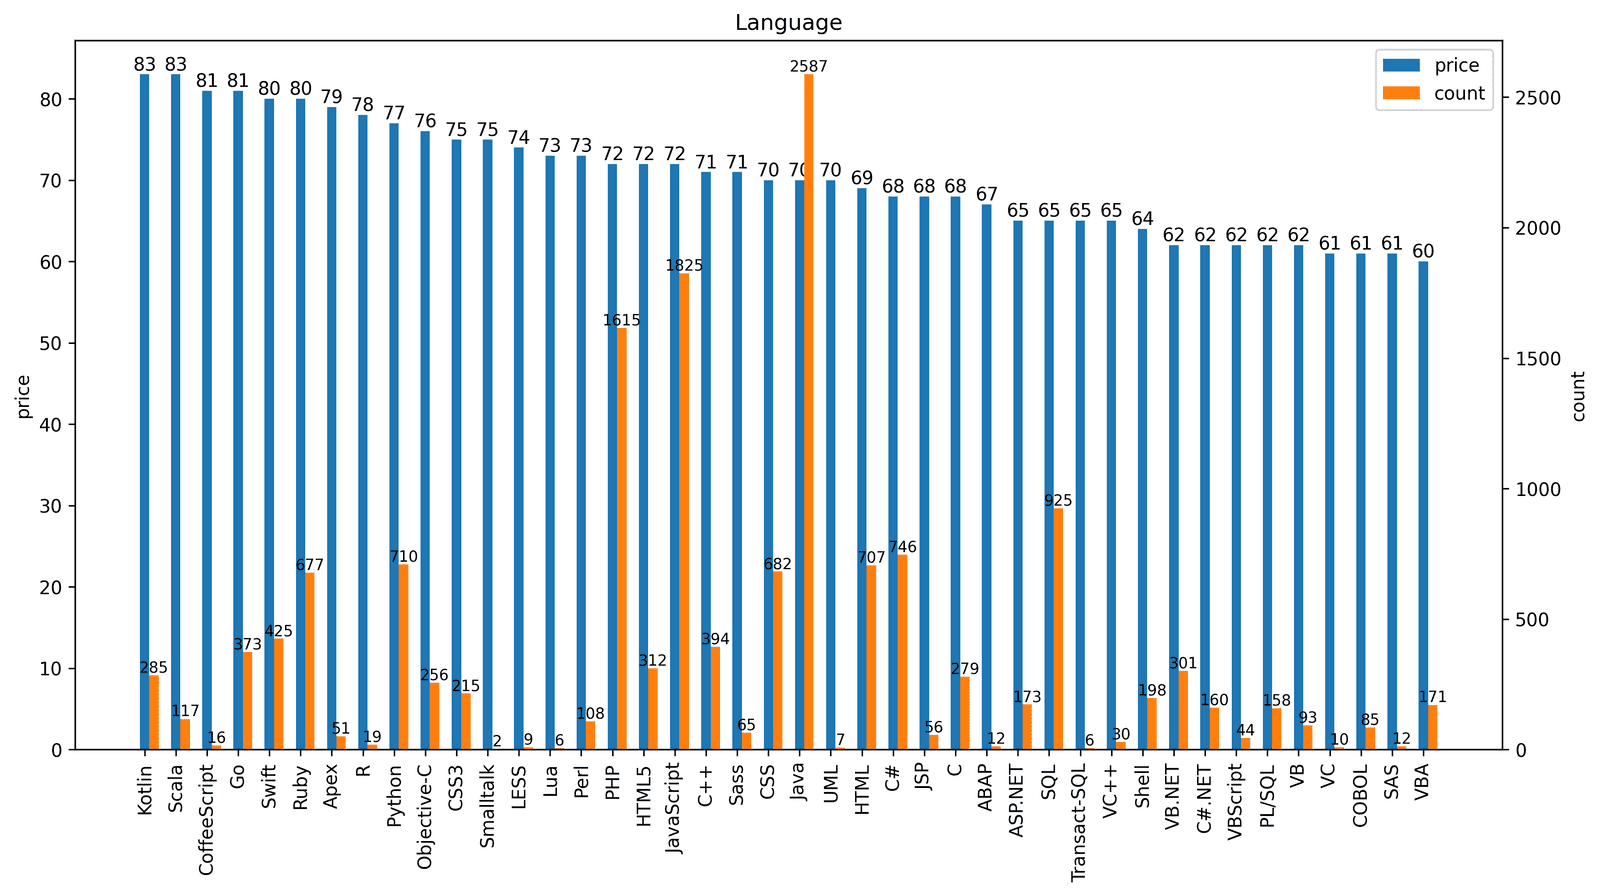 Language
price
count
83 83 81 81 80 80 79 78 77 76 75 75 74 73 73 72 72 72 71 71 70 70 70 69 68 68 68 67 65 65 65 65 64 62 62 62 62 62 61 61 61 60
285 117 16 373 425 677 51 19 710 256 215 2 9 6 108 1615 312 1825 394 65 682 2587 7 707 746 56 279 12 173 925 6 30 198 301 160 44 158 93 10 85 12 171
price
80
70
60
50
40
30
20
10
0
2500
2000
1500
1000
500
0
count
Kotlin
Scala
CoffeeScript
Go
Swift
Ruby
Apex
R
Python
Objective-C
CSS3
Smalltalk
LESS
Lua
Perl
PHP
HTML5
JavaScript
C++
Sass
CSS
Java
UML
HTML
C#
JSP
C
ABAP
ASP.NET
SQL
Transact-SQL
VC++
Shell
VB.NET
C#.NET
VBScript
PL/SQL
VB
VC
COBOL
SAS
VBA